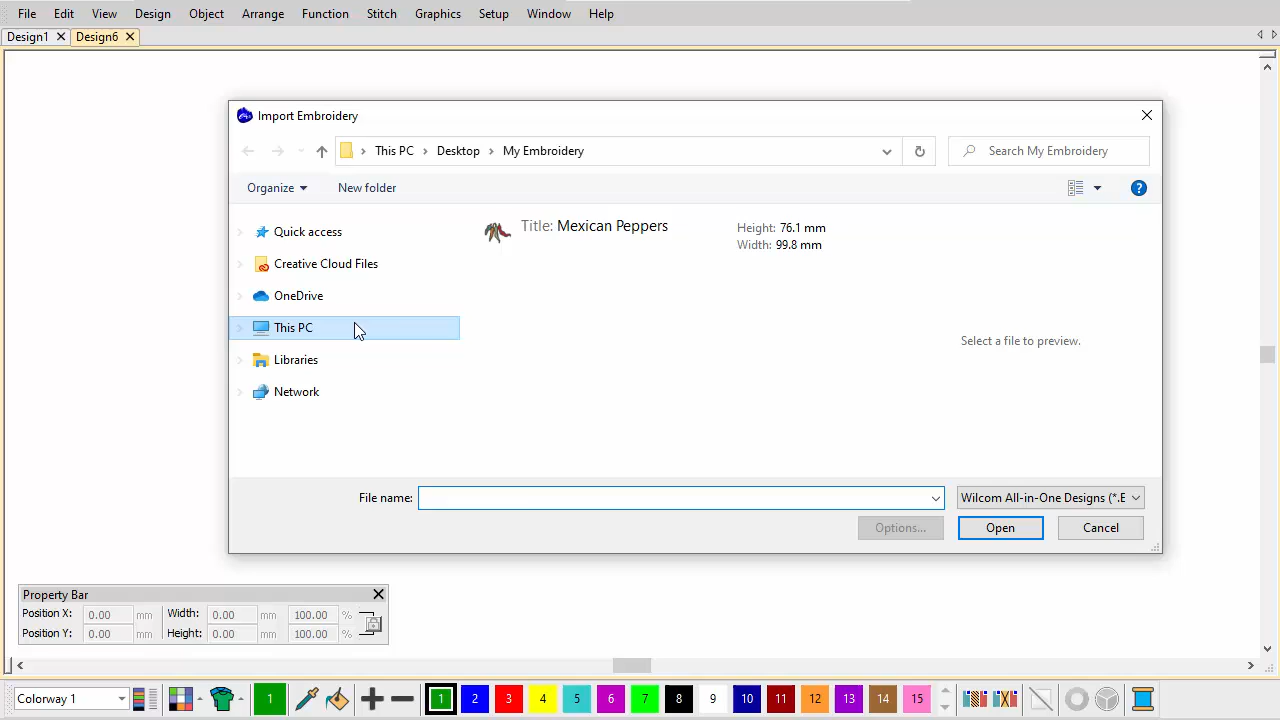 File Edit View Design Object Arrange Function Stitch Graphics Setup Window Help
Design1 Design6
Import Embroidery
This PC Desktop My Embroidery Search My Embroidery
Organize New folder
Quick access
Creative Cloud Files
OneDrive
This PC
Libraries
Network
Title: Mexican Peppers
Height: 76.1 mm
Width: 99.8 mm
Select a file to preview.
File name: Wilcom All-in-One Designs (*.E
Options... Open Cancel
Property Bar
Position X: 0.00 mm Width: 0.00 mm 100.00 %
Position Y: 0.00 mm Height: 0.00 mm 100.00 %
Colorway 1 1 1 2 3 4 5 6 7 8 9 10 11 12 13 14 15